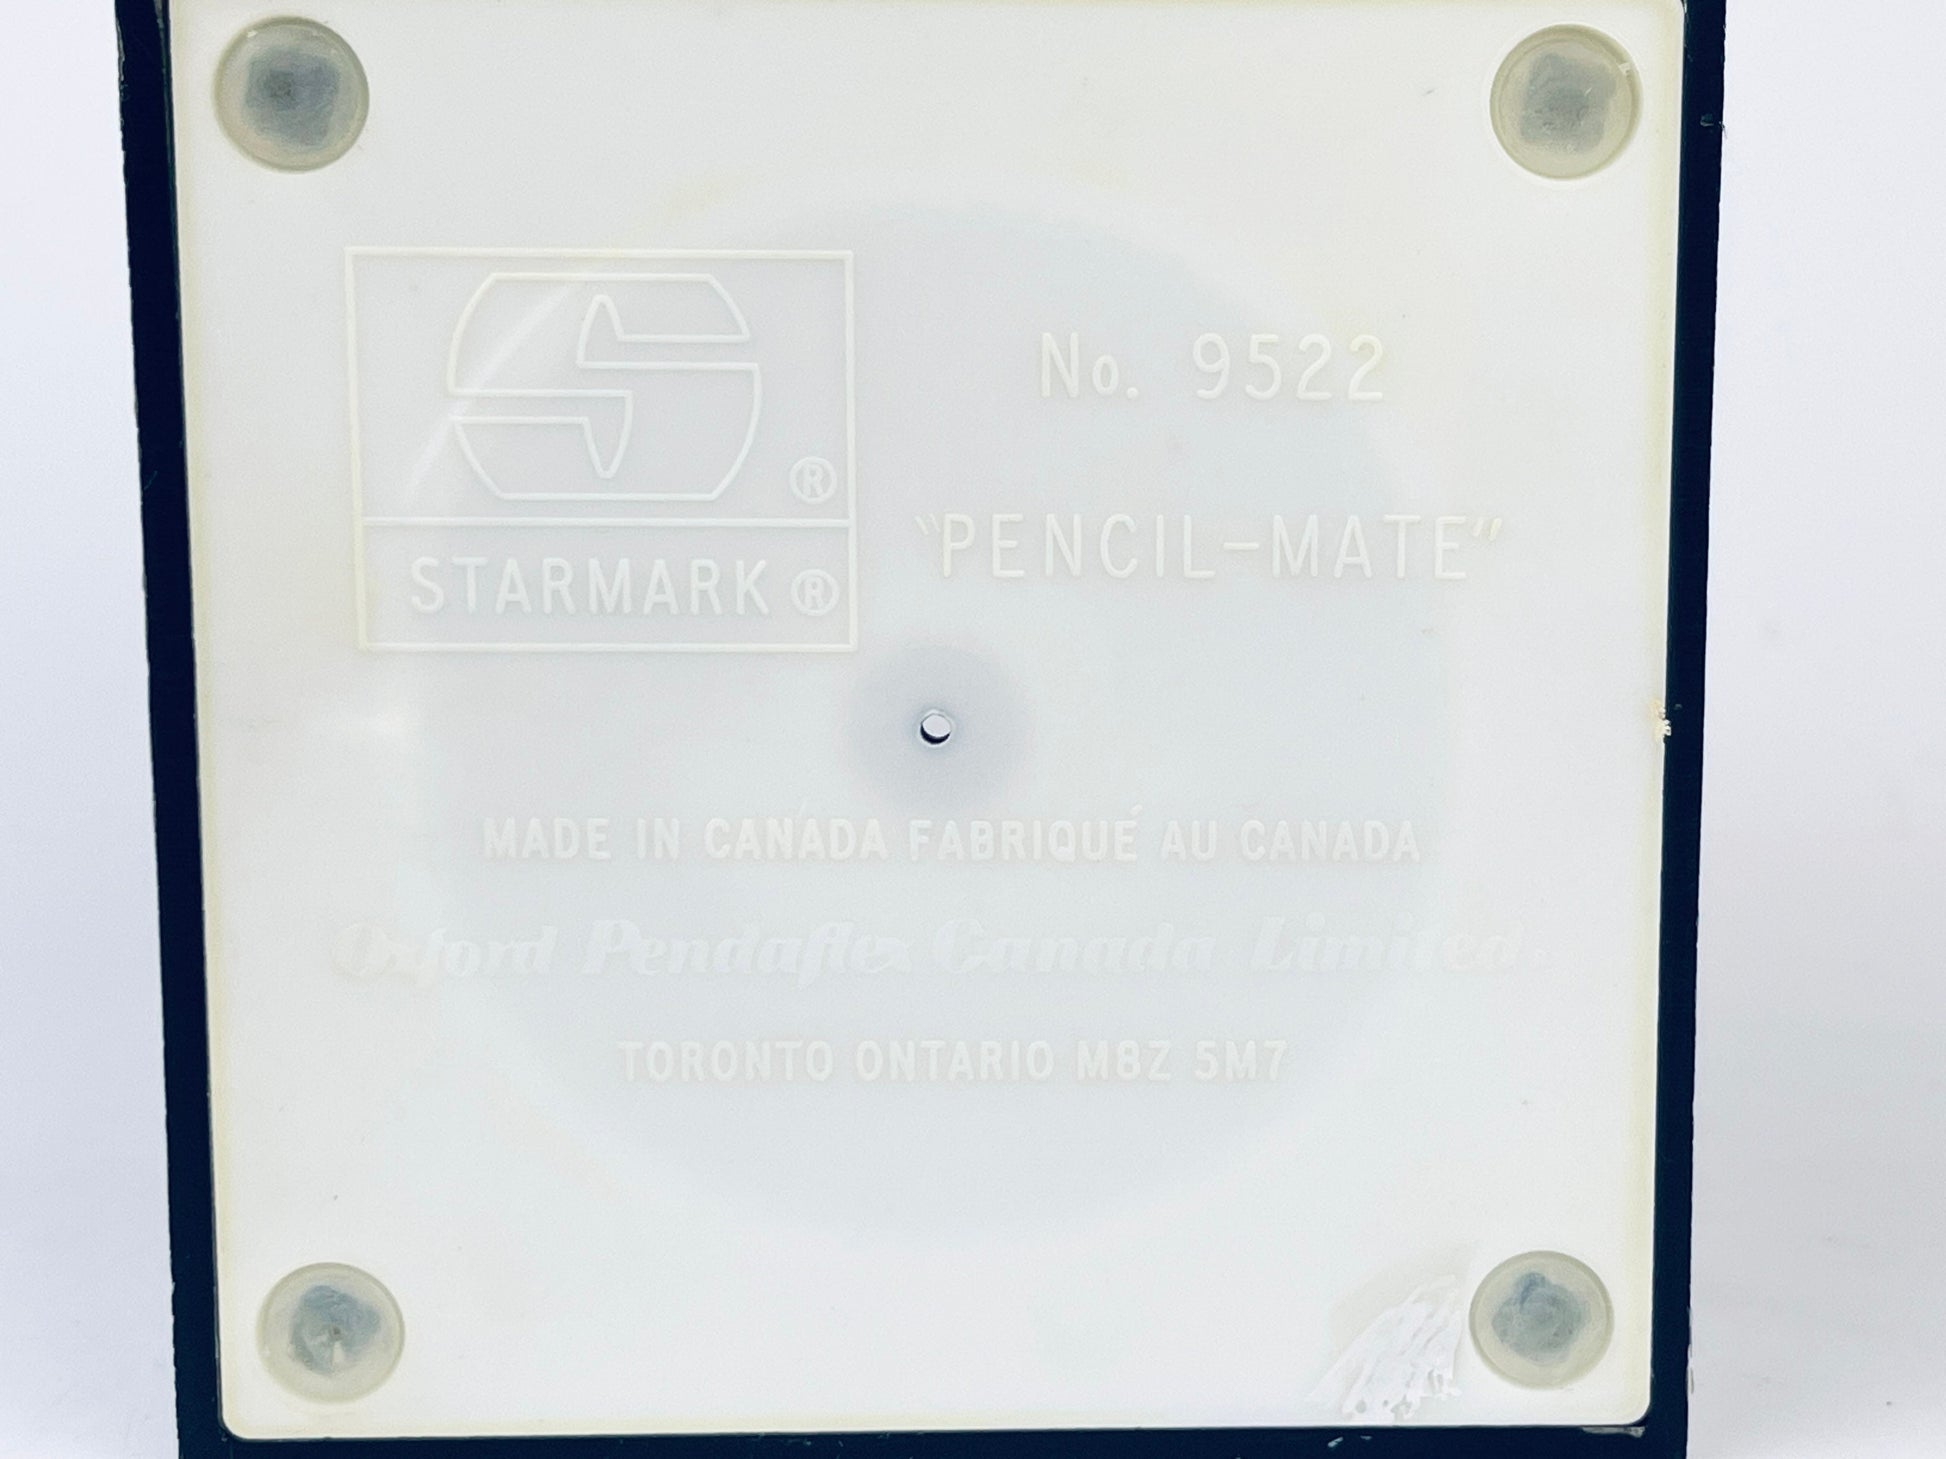 ®
STARMARK ®
No. 9522
"PENCIL-MATE"
MADE IN CANADA FABRIQUÉ AU CANADA
Oxford Pendaflex Canada Limited.
TORONTO ONTARIO M8Z 5M7